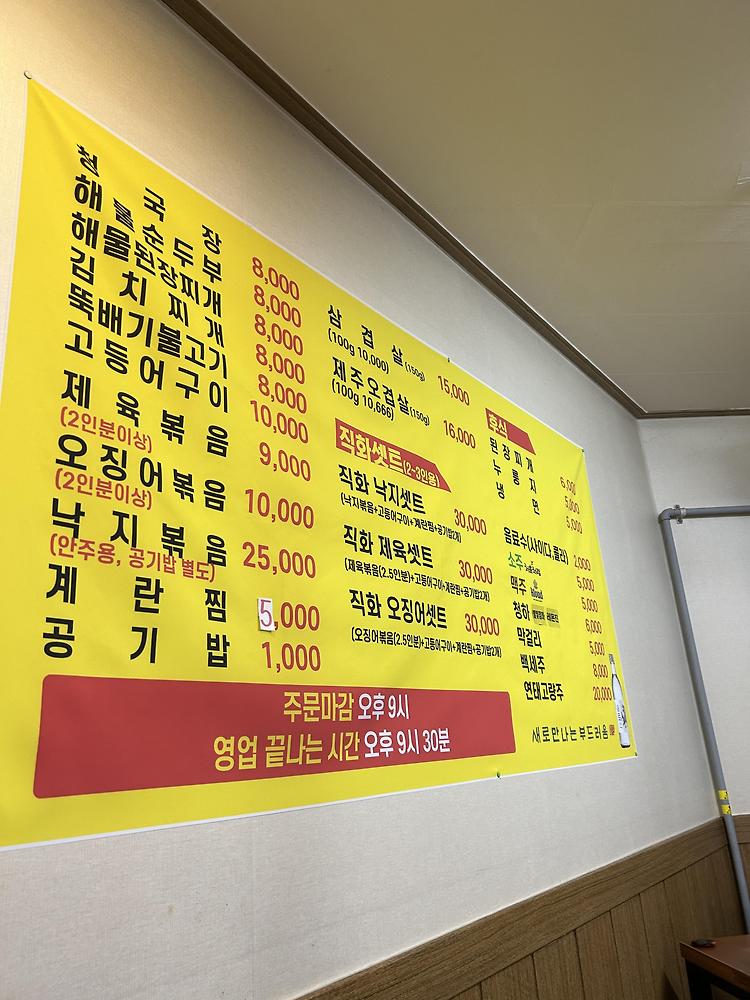 청국장 8,000
해물순두부 8,000
해물된장찌개 8,000
김치찌개 8,000
뚝배기불고기 8,000
고등어구이 10,000
제육볶음 9,000
(2인분이상)
오징어볶음 10,000
(2인분이상)
낙지볶음 25,000
(안주용, 공기밥 별도)
계란찜 5,000
공기밥 1,000
삼겹살(150g) 15,000
(100g 10,000)
제주오겹살(150g) 16,000
(100g 10,666)
직화셋트(2~3인용)
직화 낙지셋트 30,000
(낙지볶음+고등어구이+계란찜+공기밥2개)
직화 제육셋트 30,000
(제육볶음(2.5인분)+고등어구이+계란찜+공기밥2개)
직화 오징어셋트 30,000
(오징어볶음(2.5인분)+고등어구이+계란찜+공기밥2개)
후식
된장찌개 6,000
누룽지 5,000
냉면 5,000
음료수(사이다,콜라) 2,000
소주 5,000
맥주 5,000
청하 6,000
막걸리 5,000
백세주 8,000
연태고량주 20,000
새로 만나는 부드러움
주문마감 오후 9시
영업 끝나는 시간 오후 9시 30분